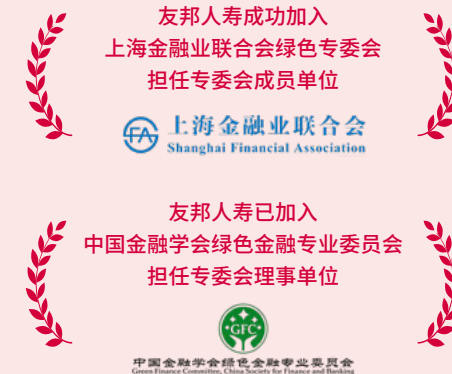 友邦人寿成功加入
上海金融业联合会绿色专委会
担任专委会成员单位
SFA
上海金融业联合会
Shanghai Financial Association
友邦人寿已加入
中国金融学会绿色金融专业委员会
担任专委会理事单位
GFC
中国金融学会绿色金融专业委员会
Green Finance Committee, China Society for Finance and Banking